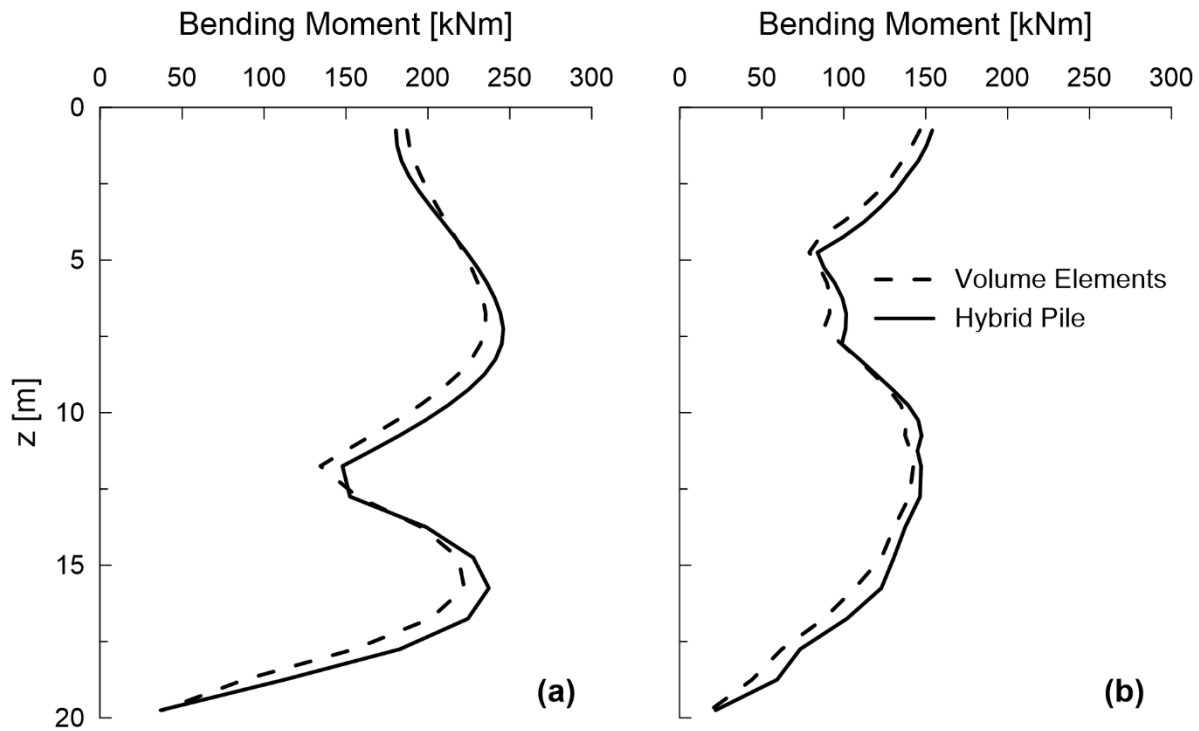 Bending Moment [kNm]
0 50 100 150 200 250 300
Bending Moment [kNm]
0 50 100 150 200 250 300
0
5
10
15
20
z [m]
Volume Elements
Hybrid Pile
(a)
(b)